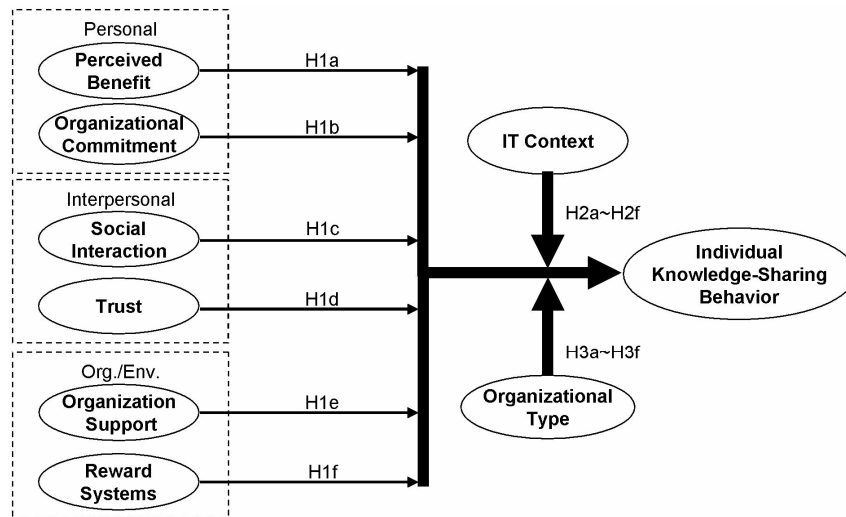 Personal
Perceived
Benefit
H1a
Organizational
Commitment
H1b
Interpersonal
Social
Interaction
H1c
Trust
H1d
Org./Env.
Organization
Support
H1e
Reward
Systems
H1f
IT Context
H2a~H2f
Individual
Knowledge-Sharing
Behavior
H3a~H3f
Organizational
Type